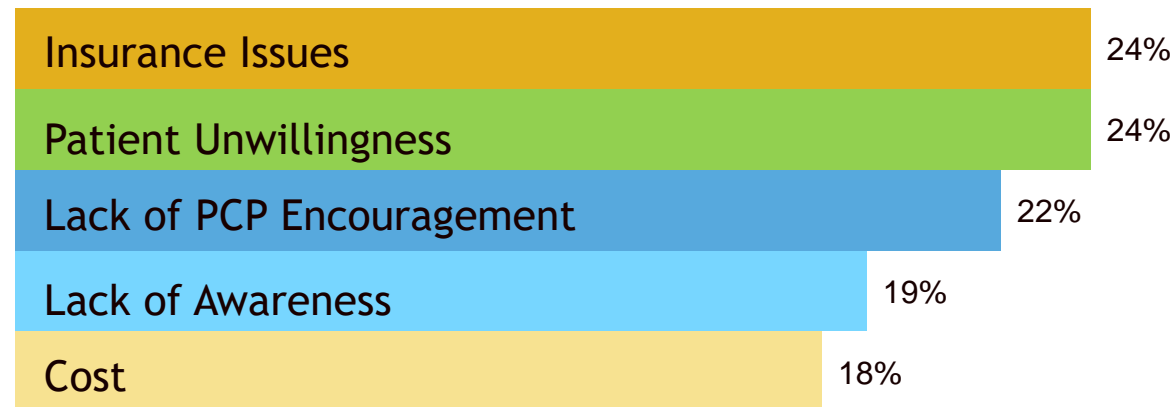 Insurance Issues 24%
Patient Unwillingness 24%
Lack of PCP Encouragement 22%
Lack of Awareness 19%
Cost 18%